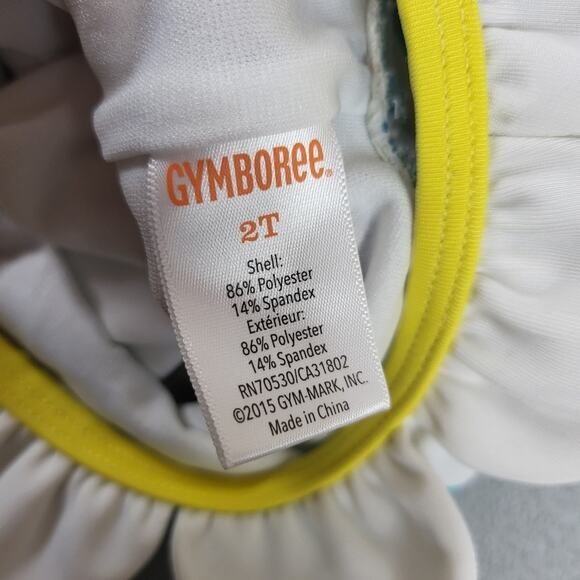 GYMBOREE®
2T
Shell:
86% Polyester
14% Spandex
Extérieur:
86% Polyester
14% Spandex
RN70530/CA31802
©2015 GYM-MARK, INC.
Made in China